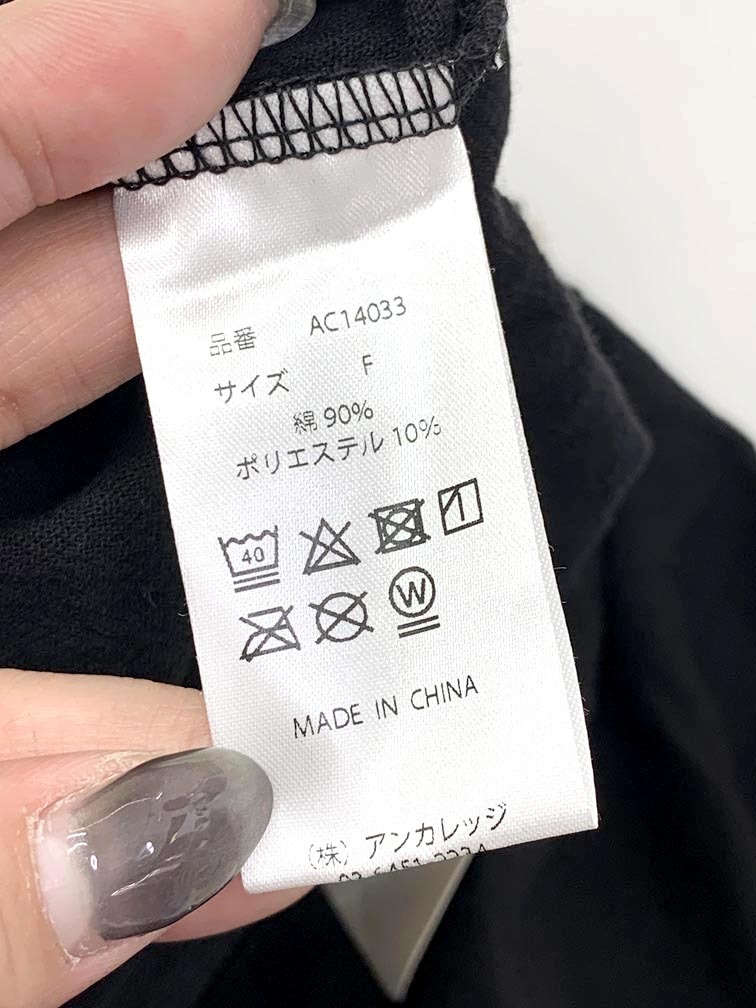 品番 AC14033
サイズ F
綿 90%
ポリエステル 10%
40
W
MADE IN CHINA
(株) アンカレッジ